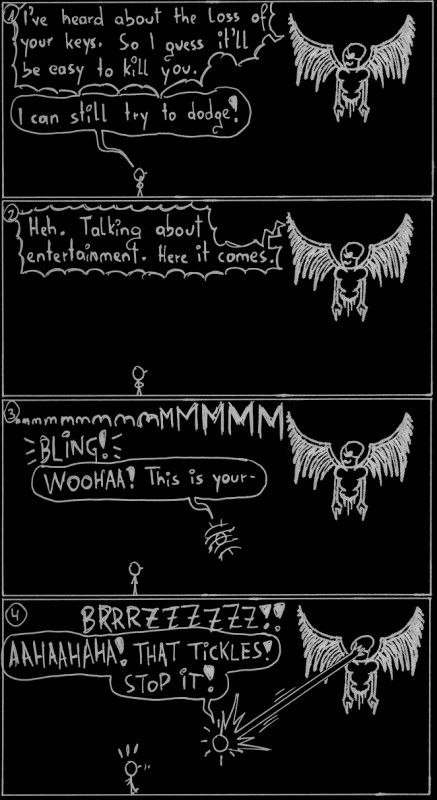 1
I've heard about the Loss of
your keys. So I guess it'll
be easy to kill you.
I can still try to dodge!
2
Heh. Talking about
entertainment. Here it comes.
3
mmmmmmmmMMMMMM
BLING!
WOOHAA! This is your-
4
BRRRZZZZZZZ!!
AAHAAHAHA! THAT TICKLES!
STOP IT!